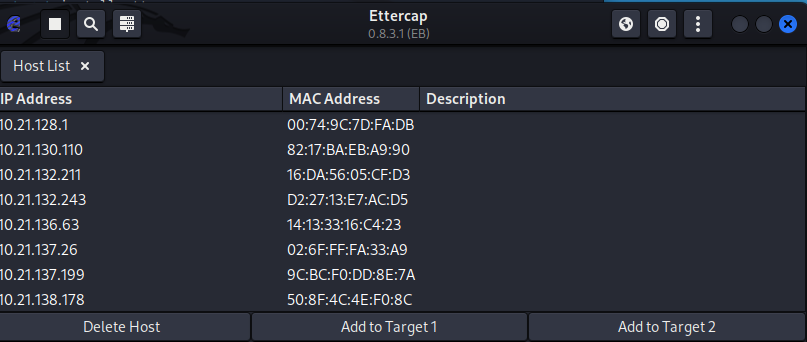 Ettercap
0.8.3.1 (EB)
Host List ×
IP Address MAC Address Description
10.21.128.1 00:74:9C:7D:FA:DB
10.21.130.110 82:17:BA:EB:A9:90
10.21.132.211 16:DA:56:05:CF:D3
10.21.132.243 D2:27:13:E7:AC:D5
10.21.136.63 14:13:33:16:C4:23
10.21.137.26 02:6F:FF:FA:33:A9
10.21.137.199 9C:BC:F0:DD:8E:7A
10.21.138.178 50:8F:4C:4E:F0:8C
Delete Host Add to Target 1 Add to Target 2